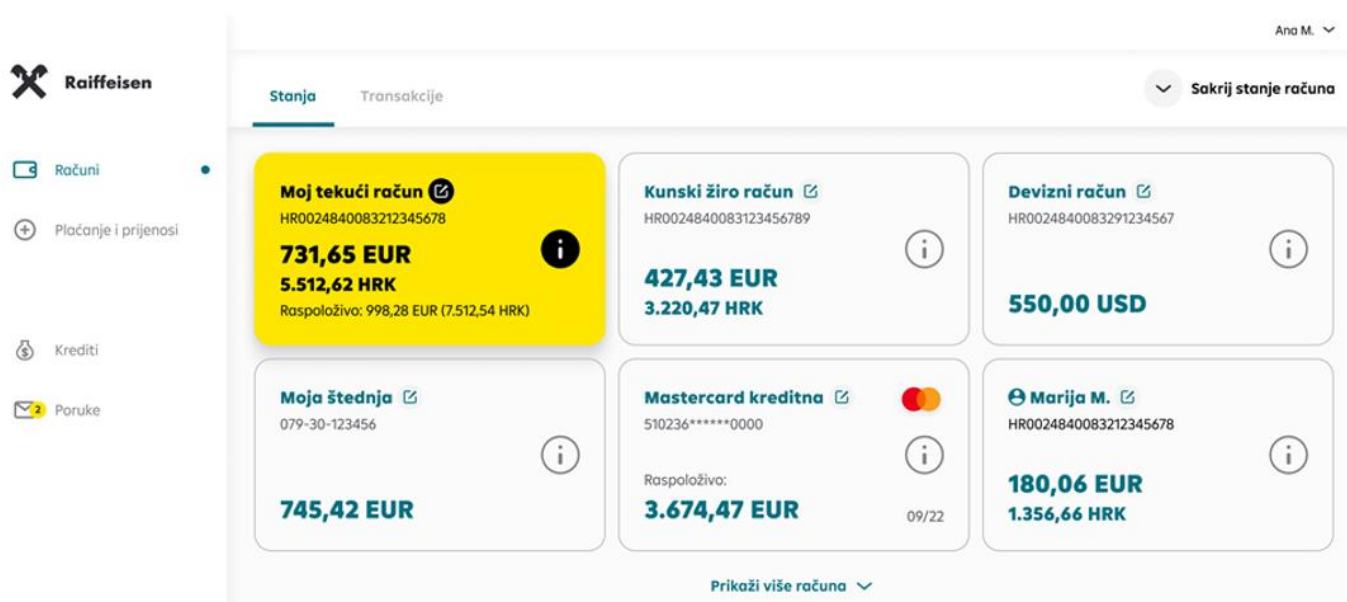 Ana M.
Raiffeisen
Stanja
Transakcije
Sakrij stanje računa
Računi
Plaćanje i prijenosi
Krediti
2
Poruke
Moj tekući račun
HR0024840083212345678
731,65 EUR
5.512,62 HRK
Raspoloživo: 998,28 EUR (7.512,54 HRK)
Kunski žiro račun
HR0024840083123456789
427,43 EUR
3.220,47 HRK
Devizni račun
HR0024840083291234567
550,00 USD
Moja štednja
079-30-123456
745,42 EUR
Mastercard kreditna
510236******0000
Raspoloživo:
3.674,47 EUR
09/22
Marija M.
HR0024840083212345678
180,06 EUR
1.356,66 HRK
Prikaži više računa